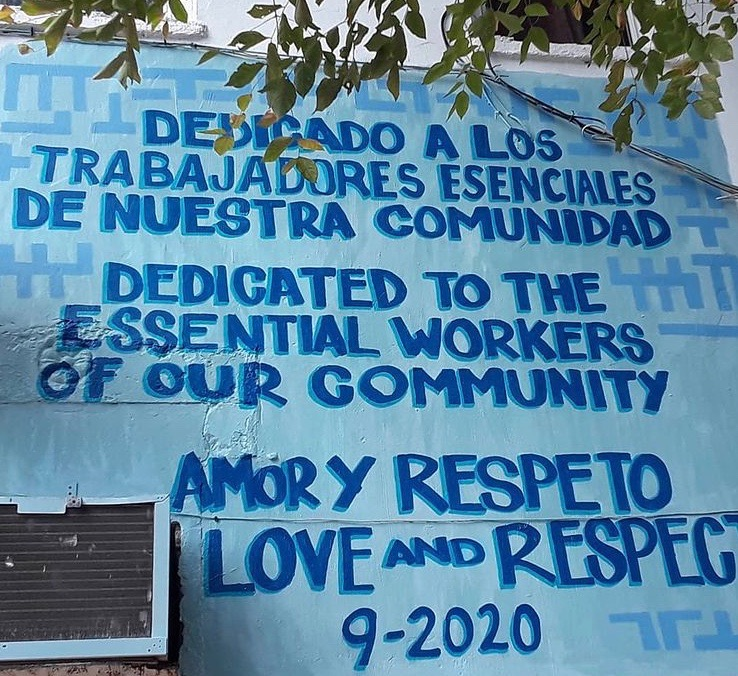 DEDICADO A LOS
TRABAJADORES ESENCIALES
DE NUESTRA COMUNIDAD
DEDICATED TO THE
ESSENTIAL WORKERS
OF OUR COMMUNITY
AMOR Y RESPETO
LOVE AND RESPECT
9-2020